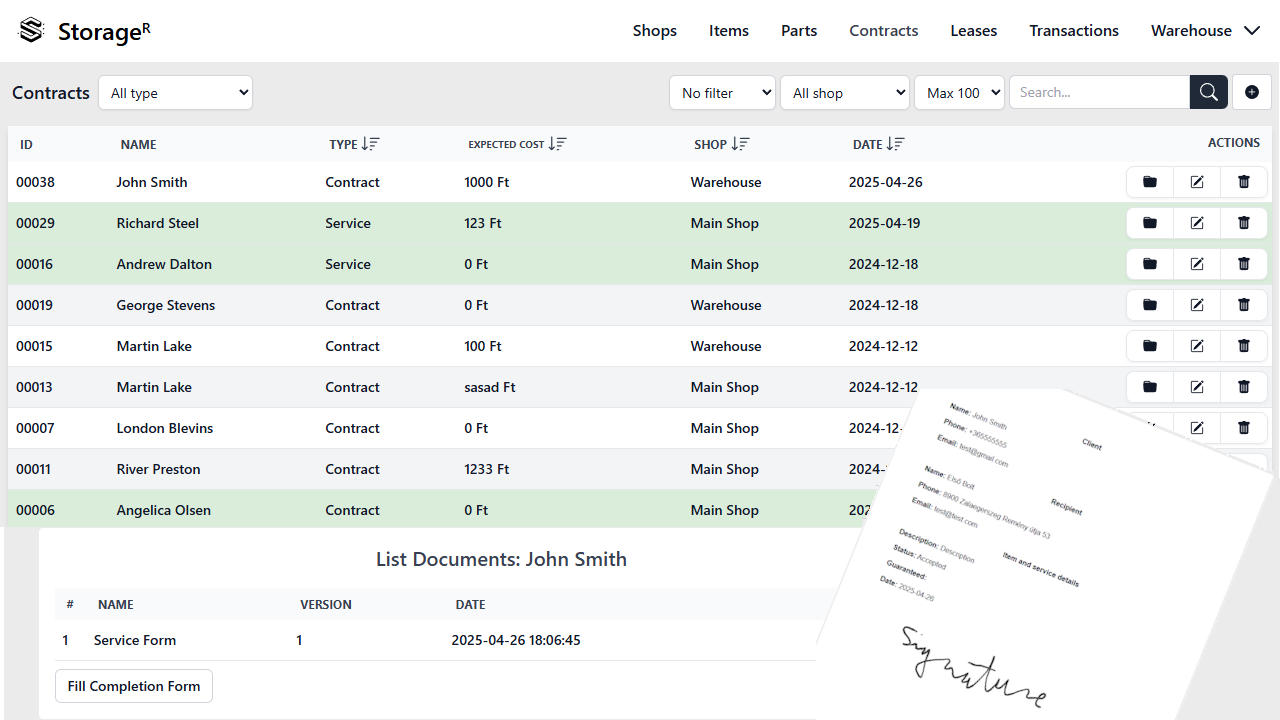 StorageR Shops Items Parts Contracts Leases Transactions Warehouse
Contracts All type No filter All shop Max 100 Search...
ID NAME TYPE EXPECTED COST SHOP DATE ACTIONS
00038 John Smith Contract 1000 Ft Warehouse 2025-04-26
00029 Richard Steel Service 123 Ft Main Shop 2025-04-19
00016 Andrew Dalton Service 0 Ft Main Shop 2024-12-18
00019 George Stevens Contract 0 Ft Warehouse 2024-12-18
00015 Martin Lake Contract 100 Ft Warehouse 2024-12-12
00013 Martin Lake Contract sasad Ft Main Shop 2024-12-12
00007 London Blevins Contract 0 Ft Main Shop 2024-12-
00011 River Preston Contract 1233 Ft Main Shop 2024-
00006 Angelica Olsen Contract 0 Ft Main Shop 202
List Documents: John Smith
# NAME VERSION DATE
1 Service Form 1 2025-04-26 18:06:45
Fill Completion Form
Client
Name: John Smith
Phone: +365555555
Email: test@gmail.com
Recipient
Name: Első Bolt
Phone: 8900 Zalaegerszeg Remény útja 53
Email: test@test.com
Item and service details
Description: Description
Status: Accepted
Guaranteed:
Date: 2025-04-26
Signature